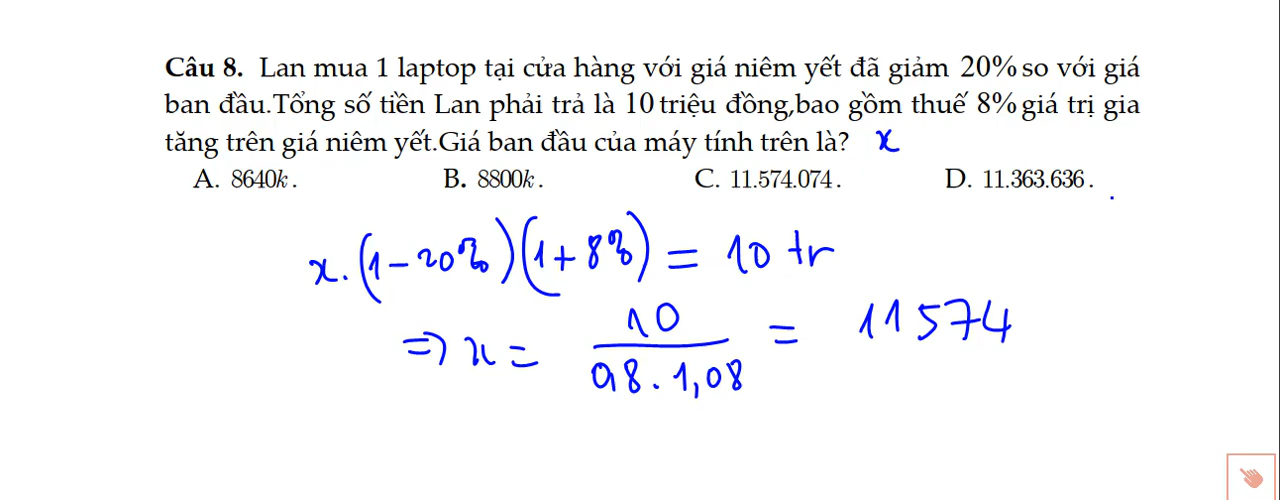 Câu 8. Lan mua 1 laptop tại cửa hàng với giá niêm yết đã giảm 20% so với giá
ban đầu.Tổng số tiền Lan phải trả là 10 triệu đồng,bao gồm thuế 8% giá trị gia
tăng trên giá niêm yết.Giá ban đầu của máy tính trên là? x
A. 8640k. B. 8800k. C. 11.574.074. D. 11.363.636.
x.(1-20%)(1+8%) = 10 tr
=> x = 10 / 0,8 . 1,08 = 11574